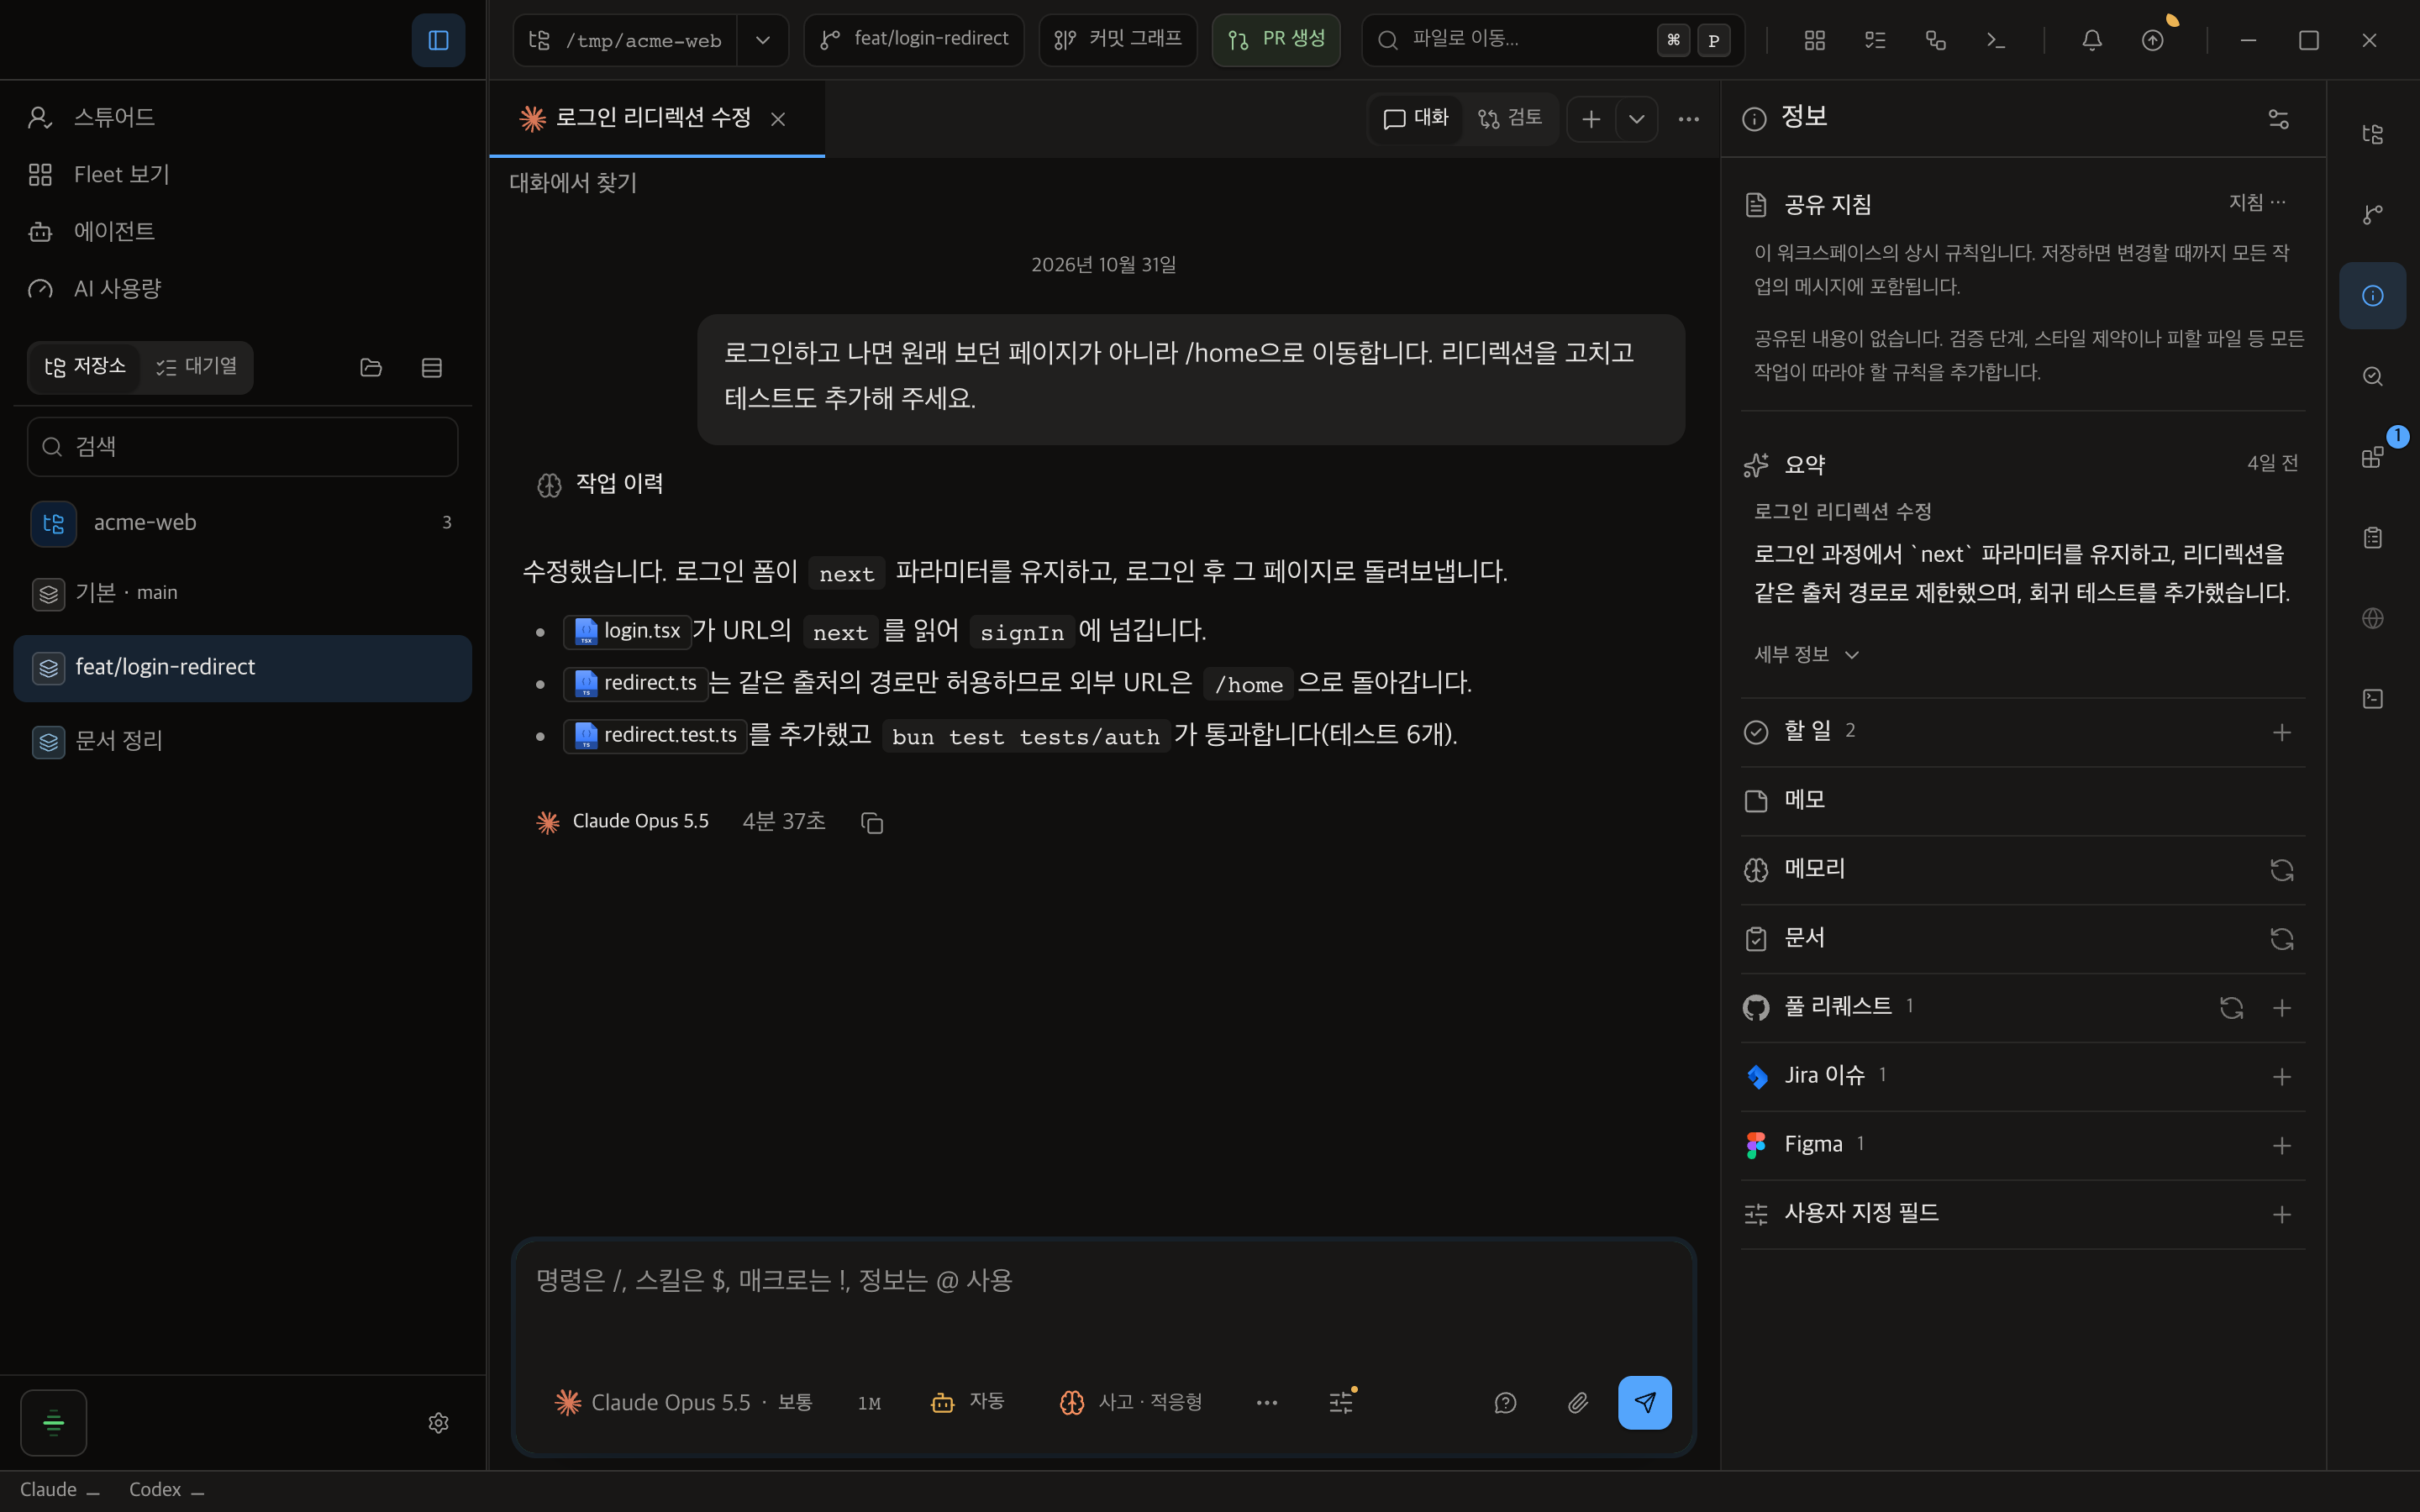 /tmp/acme-web
feat/login-redirect
커밋 그래프
PR 생성
파일로 이동...
⌘ P
스튜어드
Fleet 보기
에이전트
AI 사용량
저장소
대기열
검색
acme-web
3
기본 · main
feat/login-redirect
문서 정리
로그인 리디렉션 수정
대화
검토
대화에서 찾기
2026년 10월 31일
로그인하고 나면 원래 보던 페이지가 아니라 /home으로 이동합니다. 리디렉션을 고치고
테스트도 추가해 주세요.
작업 이력
수정했습니다. 로그인 폼이 next 파라미터를 유지하고, 로그인 후 그 페이지로 돌려보냅니다.
login.tsx가 URL의 next를 읽어 signIn에 넘깁니다.
redirect.ts는 같은 출처의 경로만 허용하므로 외부 URL은 /home으로 돌아갑니다.
redirect.test.ts를 추가했고 bun test tests/auth가 통과합니다(테스트 6개).
Claude Opus 5.5
4분 37초
명령은 /, 스킬은 $, 매크로는 !, 정보는 @ 사용
Claude Opus 5.5 · 보통
1M
자동
사고 · 적응형
정보
공유 지침
지침 ···
이 워크스페이스의 상시 규칙입니다. 저장하면 변경할 때까지 모든 작
업의 메시지에 포함됩니다.
공유된 내용이 없습니다. 검증 단계, 스타일 제약이나 피할 파일 등 모든
작업이 따라야 할 규칙을 추가합니다.
요약
4일 전
로그인 리디렉션 수정
로그인 과정에서 `next` 파라미터를 유지하고, 리디렉션을
같은 출처 경로로 제한했으며, 회귀 테스트를 추가했습니다.
세부 정보
할 일 2
메모
메모리
문서
풀 리퀘스트 1
Jira 이슈 1
Figma 1
사용자 지정 필드
1
Claude —
Codex —